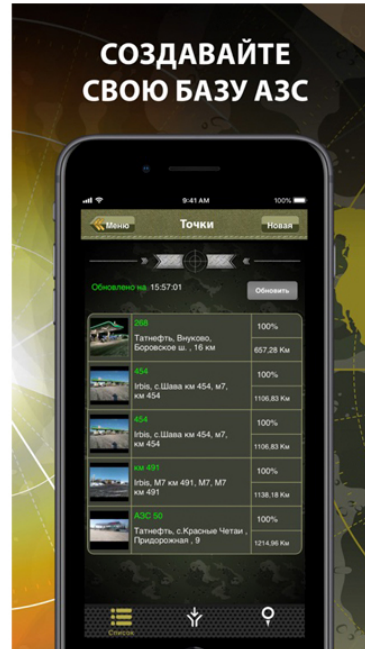 СОЗДАВАЙТЕ
СВОЮ БАЗУ АЗС
9:41 AM
100%
Меню
Точки
Новая
Обновлено на 15:57:01
Обновить
268
100%
Татнефть, Внуково,
Боровское ш. , 16 км
657,28 Км
454
100%
Irbis, с.Шава км 454, м7,
км 454
1106,83 Км
454
100%
Irbis, с.Шава км 454, м7,
км 454
1106,83 Км
км 491
100%
Irbis, М7 км 491, М7, М7
км 491
1138,18 Км
АЗС 50
100%
Татнефть, с.Красные Четаи ,
Придорожная , 9
1214,96 Км
Список